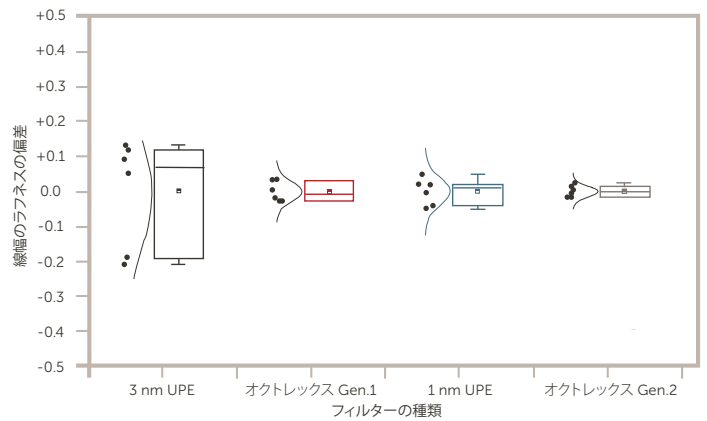 線幅のラフネスの偏差
+0.5
+0.4
+0.3
+0.2
+0.1
0.0
-0.1
-0.2
-0.3
-0.4
-0.5
3 nm UPE
オクトレックス Gen.1
1 nm UPE
オクトレックス Gen.2
フィルターの種類